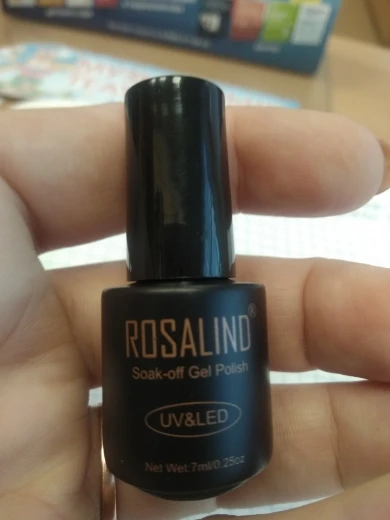 ROSALIND®
Soak-off Gel Polish
UV&LED
Net Wet:7ml/0.25oz